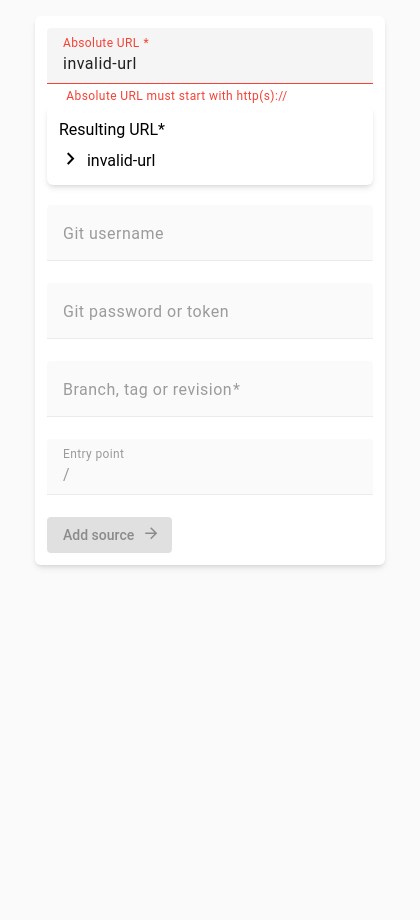 Absolute URL *
invalid-url
Absolute URL must start with http(s)://
Resulting URL*
invalid-url
Git username
Git password or token
Branch, tag or revision*
Entry point
/
Add source